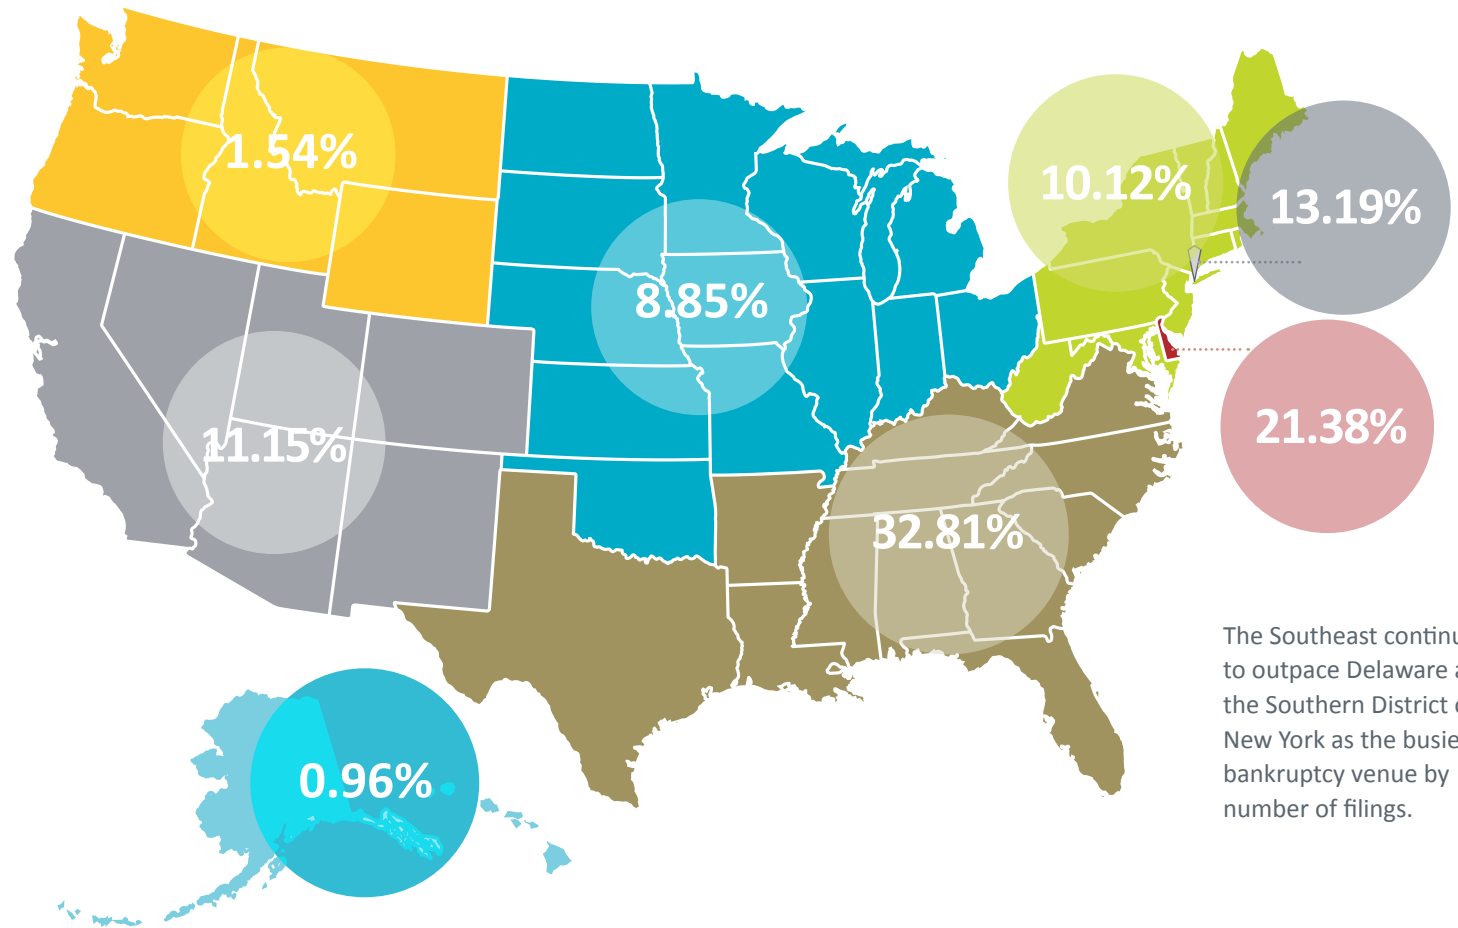 1.54%
10.12%
13.19%
8.85%
21.38%
11.15%
32.81%
0.96%
The Southeast continu
to outpace Delaware a
the Southern District
New York as the busie
bankruptcy venue by
number of filings.